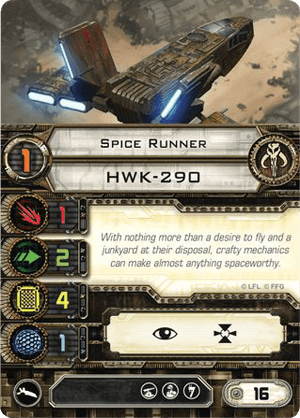 SPICE RUNNER
1
HWK-290
1
2
With nothing more than a desire to fly and a
junkyard at their disposal, crafty mechanics
can make almost anything spaceworthy.
4
© LFL © FFG
1
16